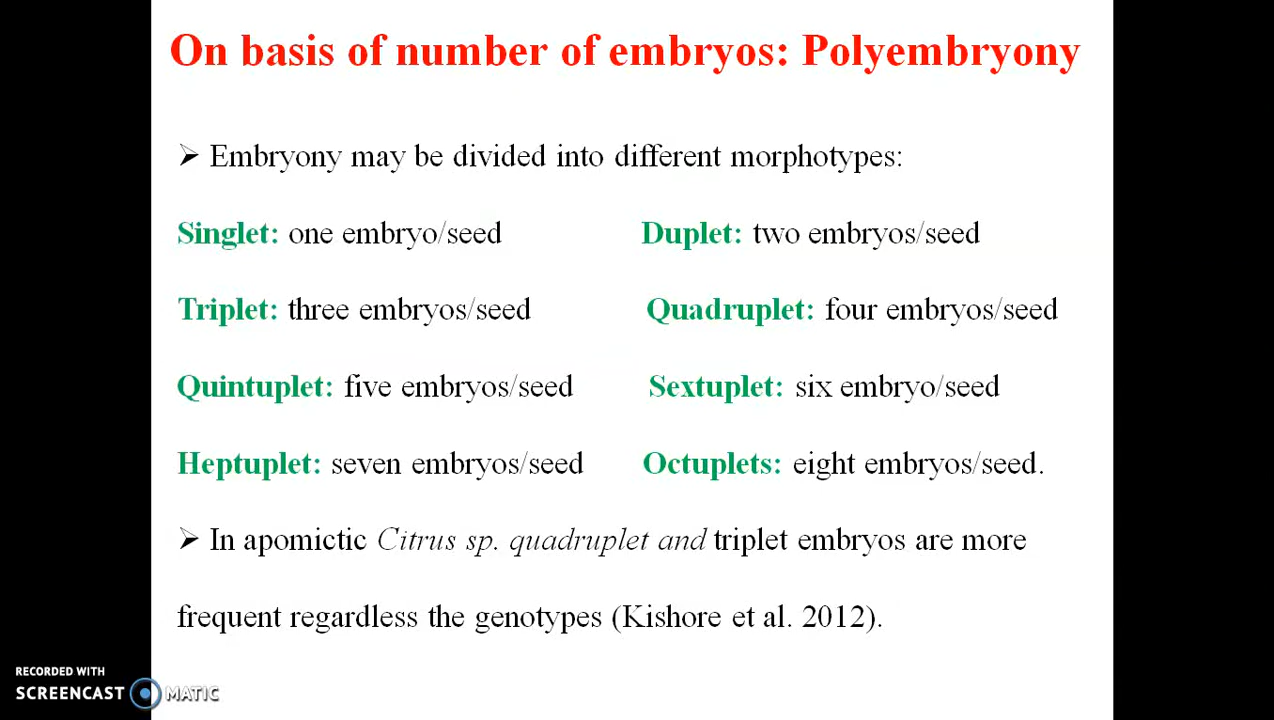 On basis of number of embryos: Polyembryony
➢ Embryony may be divided into different morphotypes:
Singlet: one embryo/seed Duplet: two embryos/seed
Triplet: three embryos/seed Quadruplet: four embryos/seed
Quintuplet: five embryos/seed Sextuplet: six embryo/seed
Heptuplet: seven embryos/seed Octuplets: eight embryos/seed.
➢ In apomictic Citrus sp. quadruplet and triplet embryos are more
frequent regardless the genotypes (Kishore et al. 2012).
RECORDED WITH
SCREENCAST MATIC